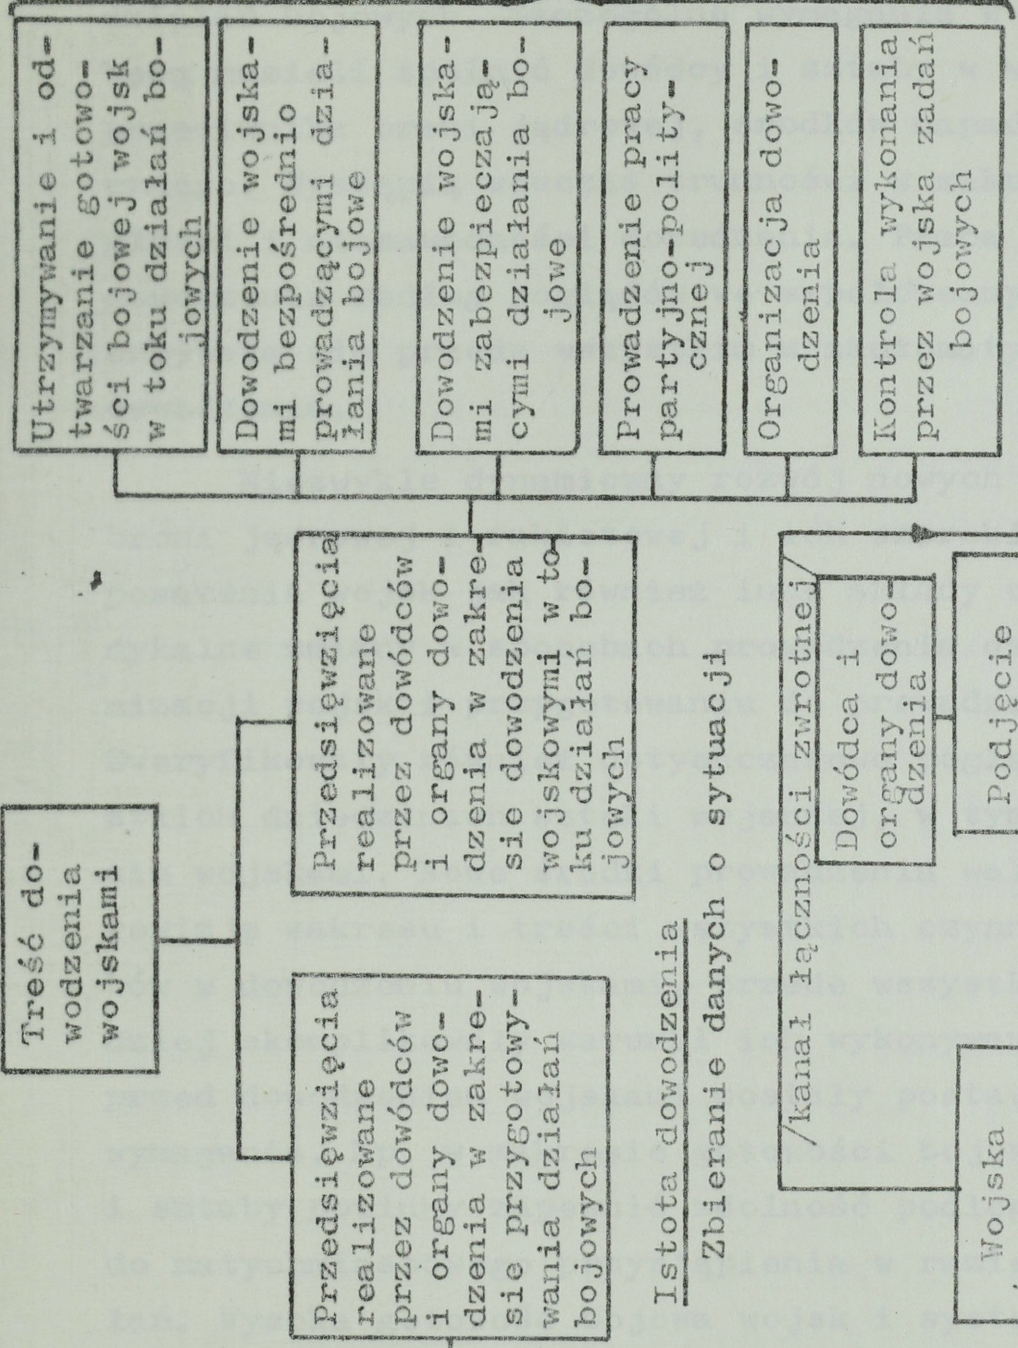 Treść do-
wodzenia
wojskami
Przedsięwzięcia
realizowane
przez dowódców
i organy dowo-
dzenia w zakre-
sie przygotowy-
wania działań
bojowych
Przedsięwzięcia
realizowane
przez dowódców
i organy dowo-
dzenia w zakre-
sie dowodzenia
wojskowymi w to
ku działań bo-
jowych
Utrzymywanie i od-
twarzanie gotowo-
ści bojowej wojsk
w toku działań bo-
jowych
Dowodzenie wojska-
mi bezpośrednio
prowadzącymi dzia-
łania bojowe
Dowodzenie wojska-
mi zabezpieczają-
cymi działania bo-
jowe
Prowadzenie pracy
partyjno-polity-
cznej
Organizacja dowo-
dzenia
Kontrola wykonania
przez wojska zadań
bojowych
Istota dowodzenia
Zbieranie danych o sytuacji
/kanał łączności zwrotnej/
Dowódca i
organy dowo-
dzenia
Podjęcie
Wojska